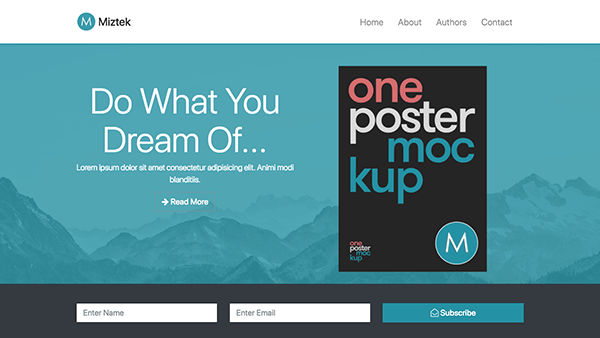 M Miztek
Home About Authors Contact
Do What You
Dream Of...
Lorem ipsum dolor sit amet consectetur adipisicing elit. Animi modi
blanditiis.
Read More
one
poster
moc
kup
one
poster
moc
kup
M
Enter Name
Enter Email
Subscribe